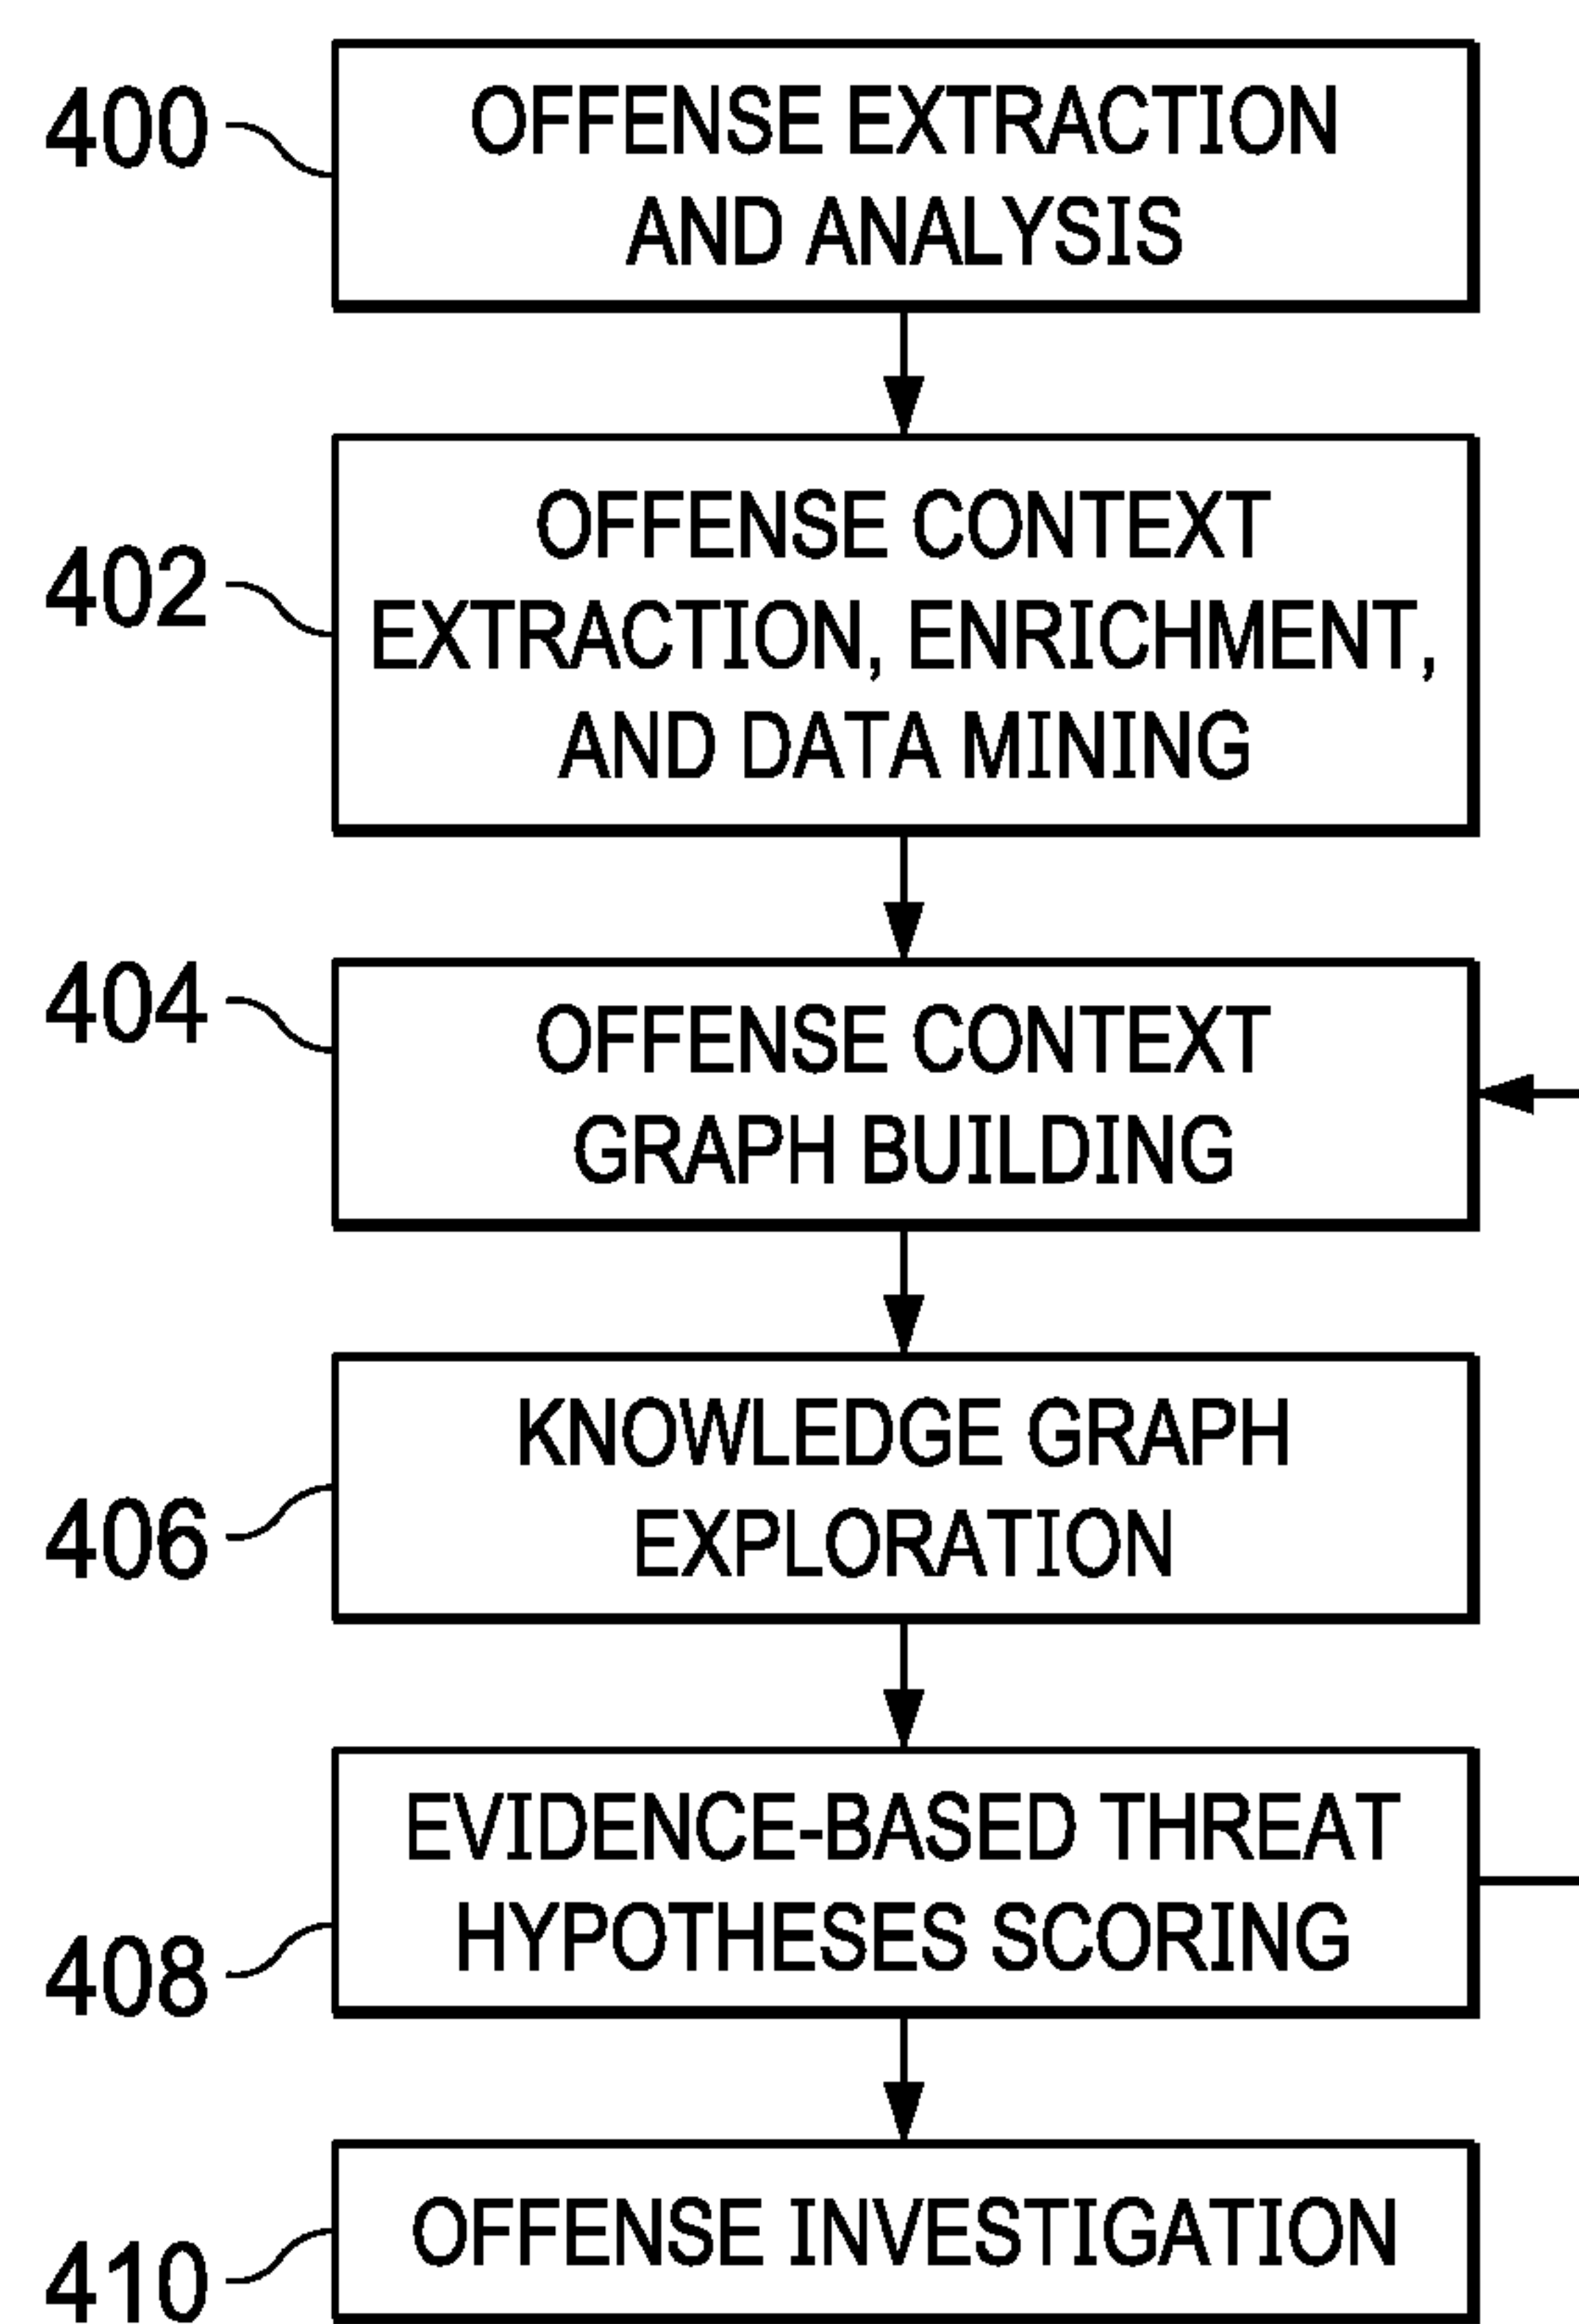 400
OFFENSE EXTRACTION
AND ANALYSIS
402
OFFENSE CONTEXT
EXTRACTION, ENRICHMENT,
AND DATA MINING
404
OFFENSE CONTEXT
GRAPH BUILDING
406
KNOWLEDGE GRAPH
EXPLORATION
408
EVIDENCE-BASED THREAT
HYPOTHESES SCORING
410
OFFENSE INVESTIGATION